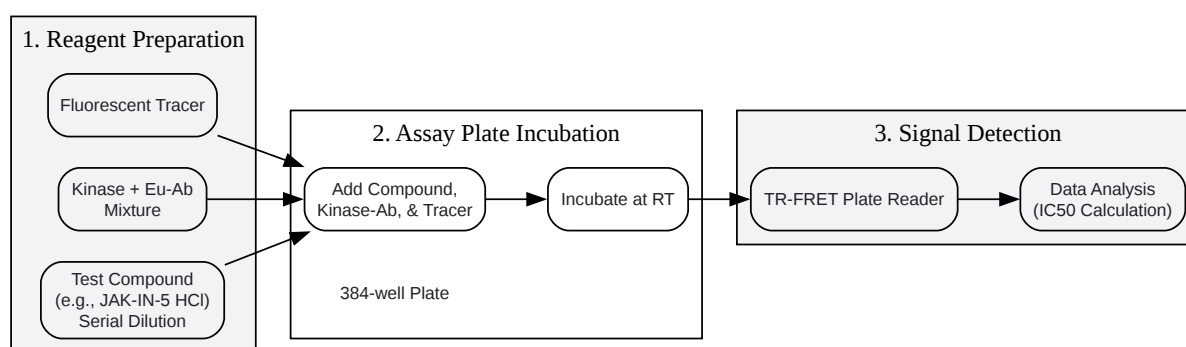 1. Reagent Preparation
Fluorescent Tracer
Kinase + Eu-Ab
Mixture
Test Compound
(e.g., JAK-IN-5 HCl)
Serial Dilution
2. Assay Plate Incubation
Add Compound,
Kinase-Ab, & Tracer
Incubate at RT
384-well Plate
3. Signal Detection
TR-FRET Plate Reader
Data Analysis
(IC50 Calculation)